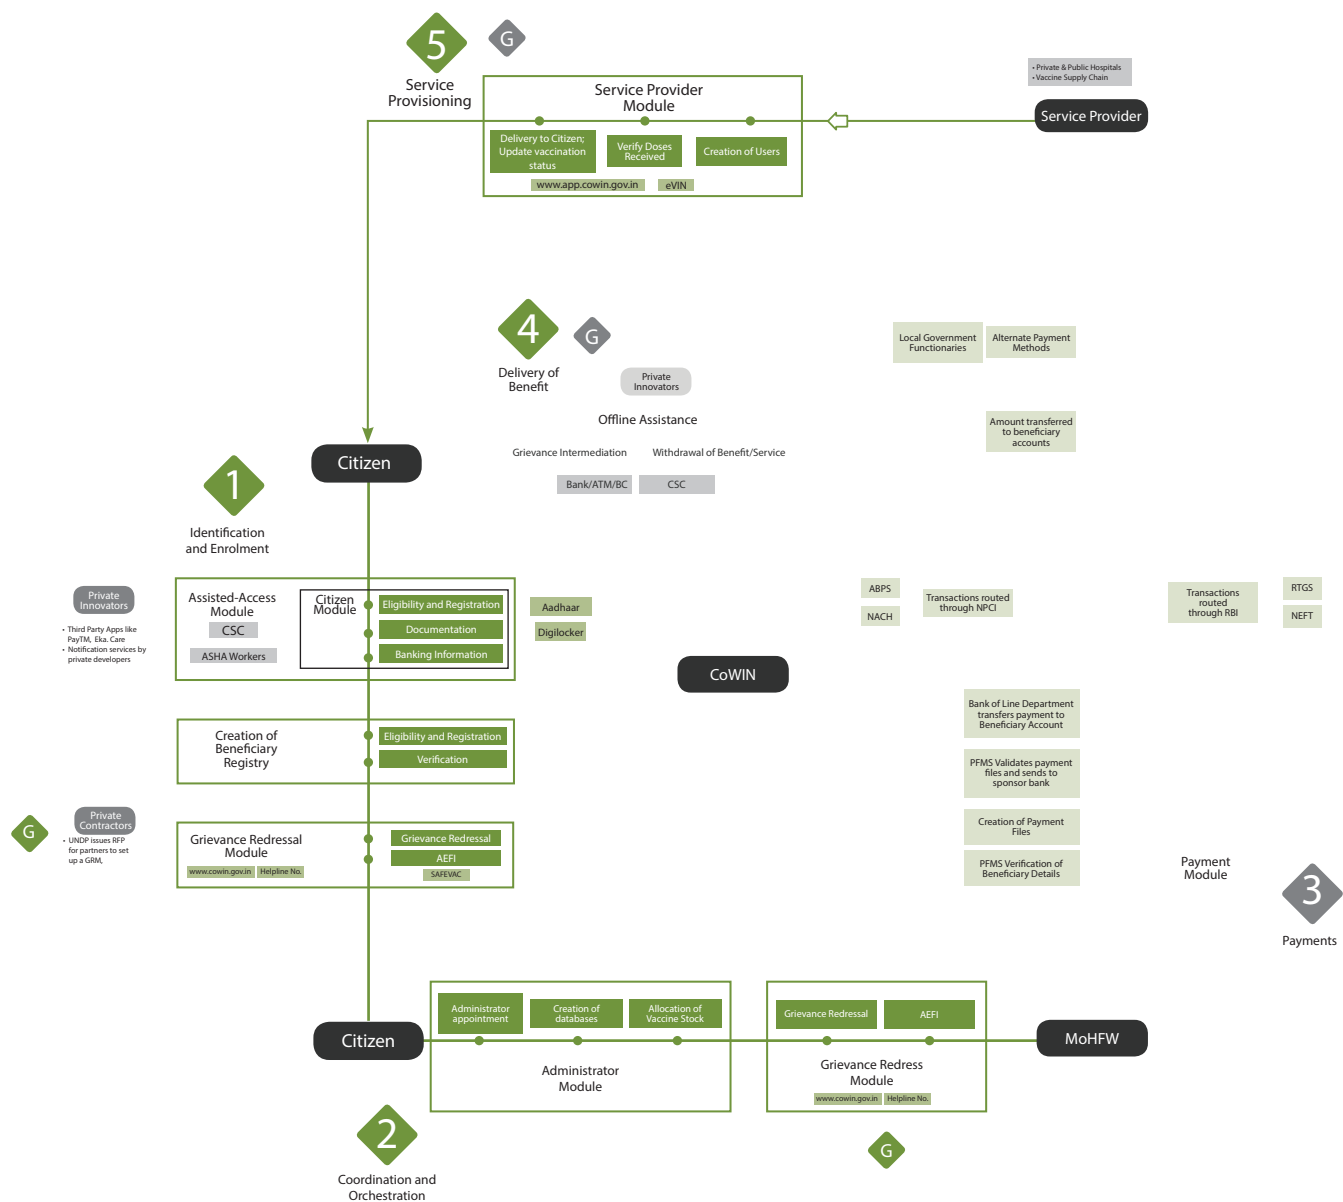 5
G
Service
Provisioning
Service Provider
Module
Delivery to Citizen;
Update vaccination
status
Verify Doses
Received
Creation of Users
www.app.cowin.gov.in
eVIN
• Private & Public Hospitals
• Vaccine Supply Chain
Service Provider
4
G
Delivery of
Benefit
Private
Innovators
Offline Assistance
Grievance Intermediation
Withdrawal of Benefit/Service
Bank/ATM/BC
CSC
Local Government
Functionaries
Alternate Payment
Methods
Amount transferred
to beneficiary
accounts
Citizen
1
Identification
and Enrolment
Private
Innovators
• Third Party Apps like
PayTM, Eka. Care
• Notification services by
private developers
Assisted-Access
Module
CSC
ASHA Workers
Citizen
Module
Eligibility and Registration
Documentation
Banking Information
Aadhaar
Digilocker
CoWIN
ABPS
NACH
Transactions routed
through NPCI
Transactions
routed
through RBI
RTGS
NEFT
Creation of
Beneficiary
Registry
Eligibility and Registration
Verification
Bank of Line Department
transfers payment to
Beneficiary Account
PFMS Validates payment
files and sends to
sponsor bank
Creation of Payment
Files
PFMS Verification of
Beneficiary Details
Payment
Module
3
Payments
G
Private
Contractors
• UNDP issues RFP
for partners to set
up a GRM,
Grievance Redressal
Module
www.cowin.gov.in
Helpline No.
Grievance Redressal
AEFI
SAFEVAC
Citizen
Administrator
appointment
Creation of
databases
Allocation of
Vaccine Stock
Administrator
Module
Grievance Redressal
AEFI
Grievance Redress
Module
www.cowin.gov.in
Helpline No.
MoHFW
2
G
Coordination and
Orchestration